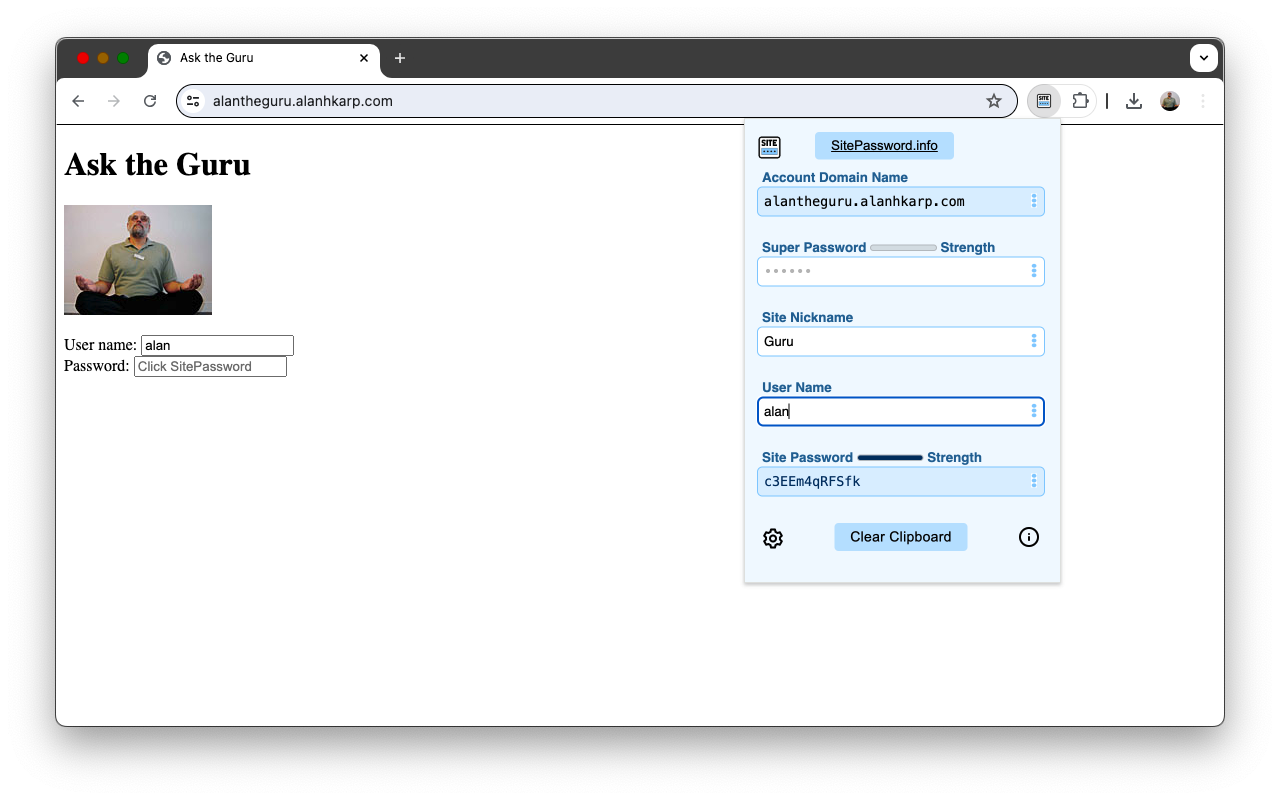 Ask the Guru
alantheguru.alanhkarp.com
SITE
Ask the Guru
User name: alan
Password: Click SitePassword
SITE
SitePassword.info
Account Domain Name
alantheguru.alanhkarp.com
Super Password Strength
••••••
Site Nickname
Guru
User Name
alan
Site Password Strength
c3EEm4qRFSfk
Clear Clipboard